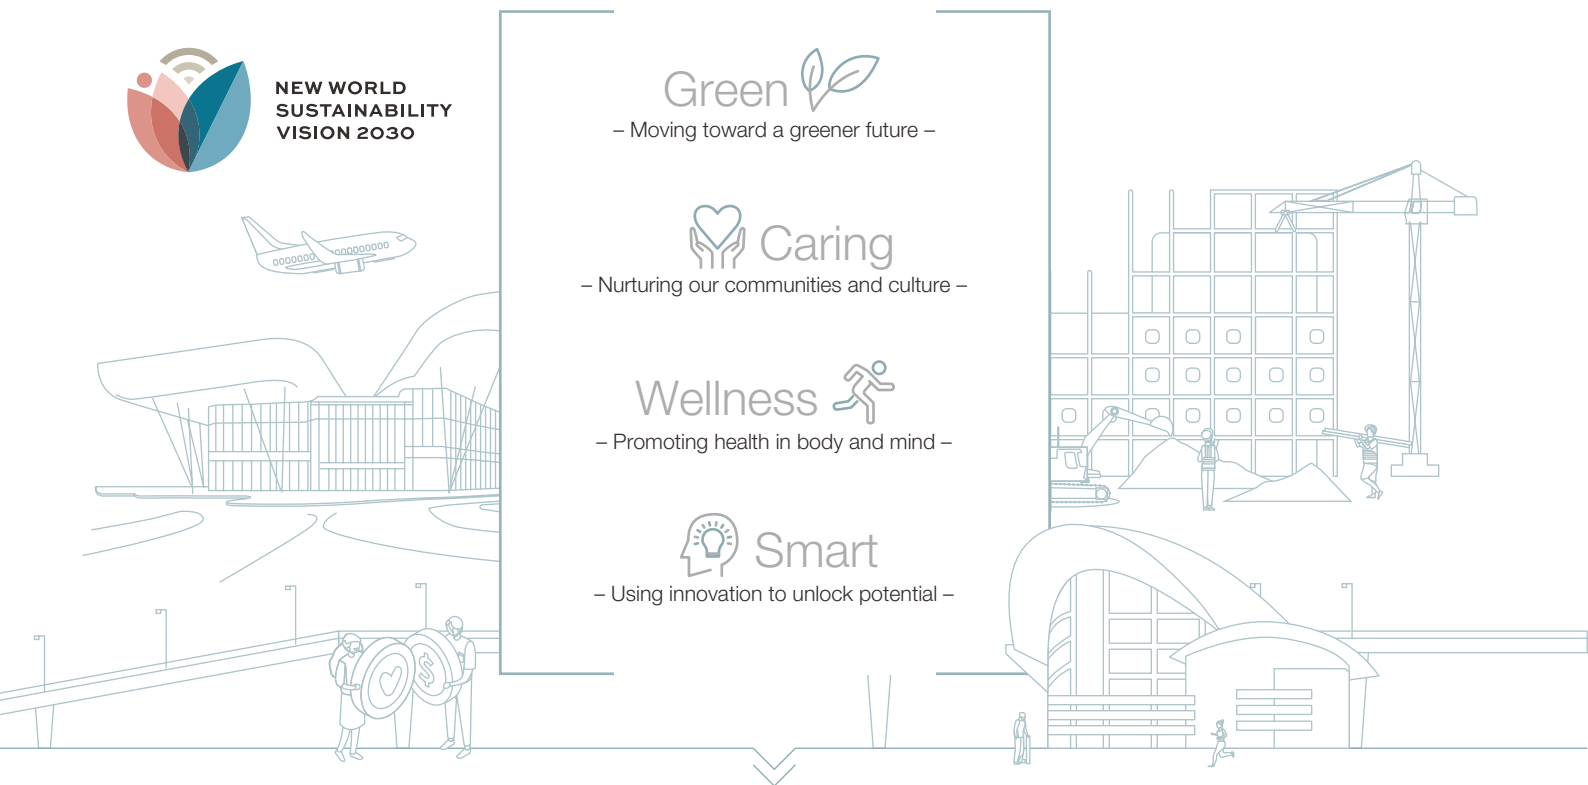 NEW WORLD
SUSTAINABILITY
VISION 2030
Green
– Moving toward a greener future –
Caring
– Nurturing our communities and culture –
Wellness
– Promoting health in body and mind –
Smart
– Using innovation to unlock potential –
$